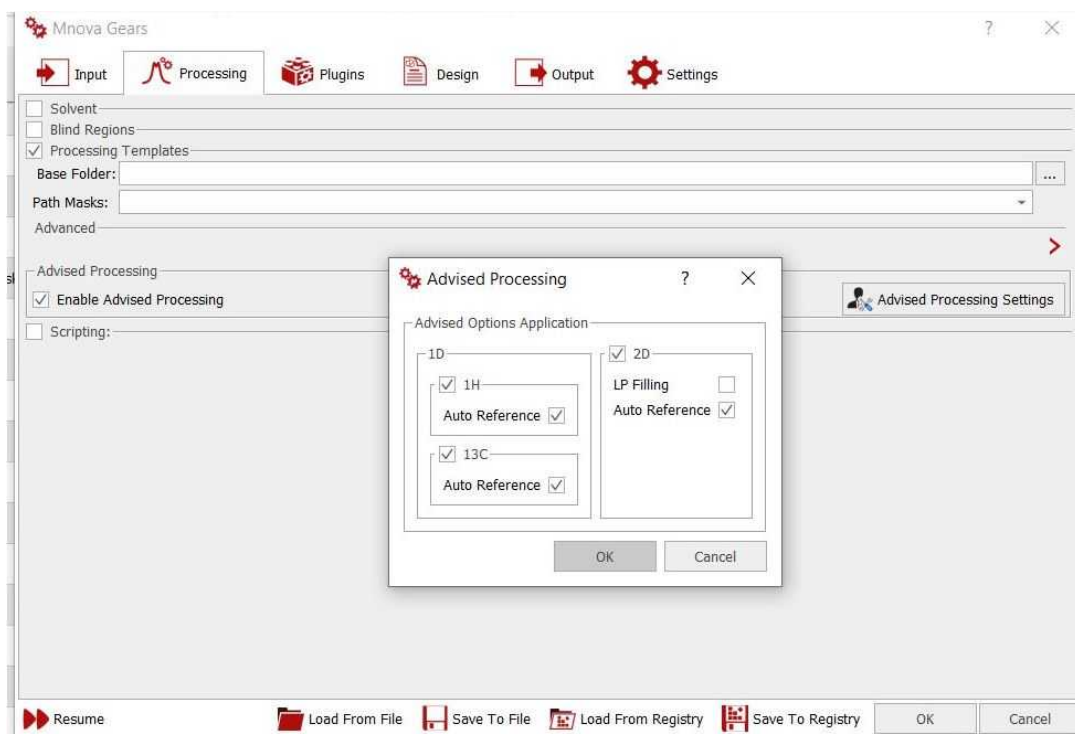 Mnova Gears ? ×
Input Processing Plugins Design Output Settings
Solvent
Blind Regions
Processing Templates
Base Folder: ...
Path Masks:
Advanced
>
Advised Processing
Enable Advised Processing
Advised Processing Settings
Scripting:
Advised Processing ? ×
Advised Options Application
1D
1H
Auto Reference
13C
Auto Reference
2D
LP Filling
Auto Reference
OK Cancel
Resume Load From File Save To File Load From Registry Save To Registry OK Cancel